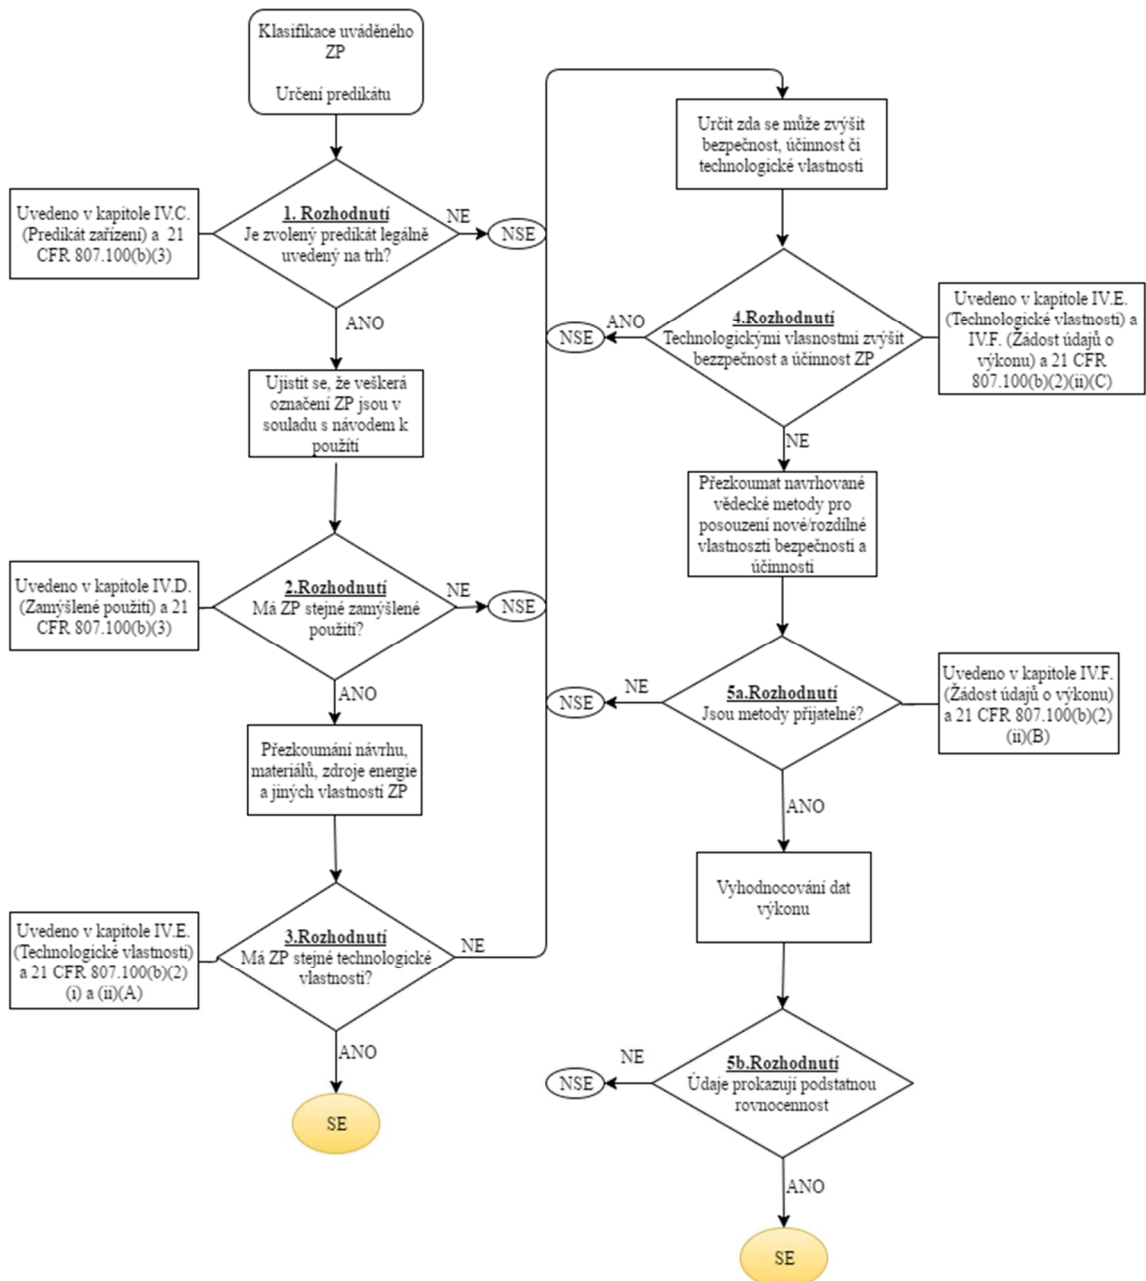 Klasifikace uváděného
ZP
Určení predikátu
Uvedeno v kapitole IV.C.
(Predikát zařízení) a 21
CFR 807.100(b)(3)
1. Rozhodnutí
Je zvolený predikát legálně
uvedený na trh?
NE
NSE
ANO
Ujistit se, že veškerá
označení ZP jsou v
souladu s návodem k
použítí
Uvedeno v kapitole IV.D.
(Zamýšlené použití) a 21
CFR 807.100(b)(3)
2.Rozhodnutí
Má ZP stejné zamýšlené
použití?
NE
NSE
ANO
Přezkoumání návrhu,
materiálů, zdroje energie
a jiných vlastností ZP
Uvedeno v kapitole IV.E.
(Technologické vlastnosti)
a 21 CFR 807.100(b)(2)
(i) a (ii)(A)
3.Rozhodnutí
Má ZP stejné technologické
vlastnosti?
NE
ANO
SE
Určit zda se může zvýšit
bezpečnost, účinnost či
technologické vlastnosti
4.Rozhodnutí
Technologickými vlasnostmi zvýšit
bezzpečnost a účinnost ZP
ANO
NSE
Uvedeno v kapitole IV.E.
(Technologické vlastnosti) a
IV.F. (Žádost údajů o
výkonu) a 21 CFR
807.100(b)(2)(ii)(C)
NE
Přezkoumat navrhované
vědecké metody pro
posouzení nové/rozdílné
vlastnoszti bezpečnosti a
účinnosti
5a.Rozhodnutí
Jsou metody přijatelné?
NE
NSE
Uvedeno v kapitole IV.F.
(Žádost údajů o výkonu)
a 21 CFR 807.100(b)(2)
(ii)(B)
ANO
Vyhodnocování dat
výkonu
5b.Rozhodnutí
Údaje prokazují podstatnou
rovnocennost
NE
NSE
ANO
SE